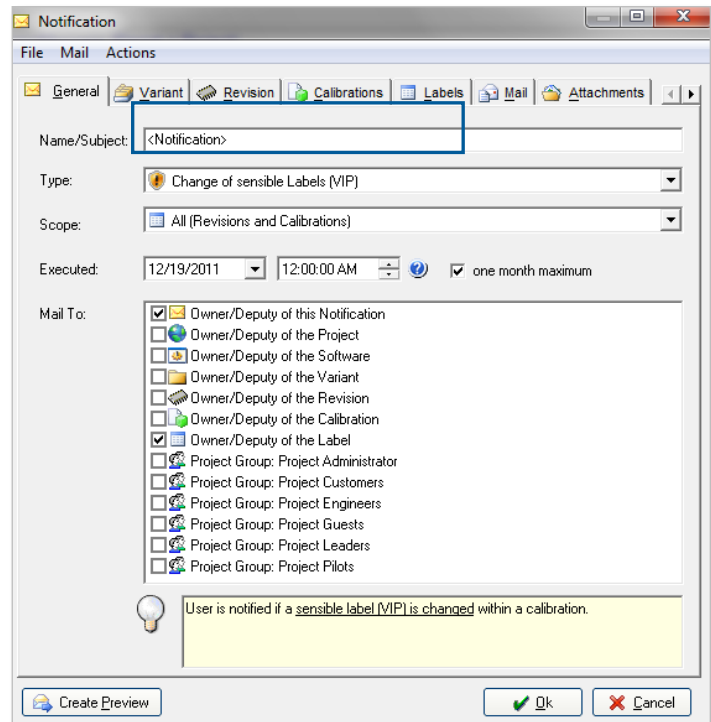 Notification
File Mail Actions
General Variant Revision Calibrations Labels Mail Attachments
Name/Subject: <Notification>
Type: Change of sensible Labels (VIP)
Scope: All (Revisions and Calibrations)
Executed: 12/19/2011 12:00:00 AM one month maximum
Mail To: Owner/Deputy of this Notification
Owner/Deputy of the Project
Owner/Deputy of the Software
Owner/Deputy of the Variant
Owner/Deputy of the Revision
Owner/Deputy of the Calibration
Owner/Deputy of the Label
Project Group: Project Administrator
Project Group: Project Customers
Project Group: Project Engineers
Project Group: Project Guests
Project Group: Project Leaders
Project Group: Project Pilots
User is notified if a sensible label (VIP) is changed within a calibration.
Create Preview Ok Cancel